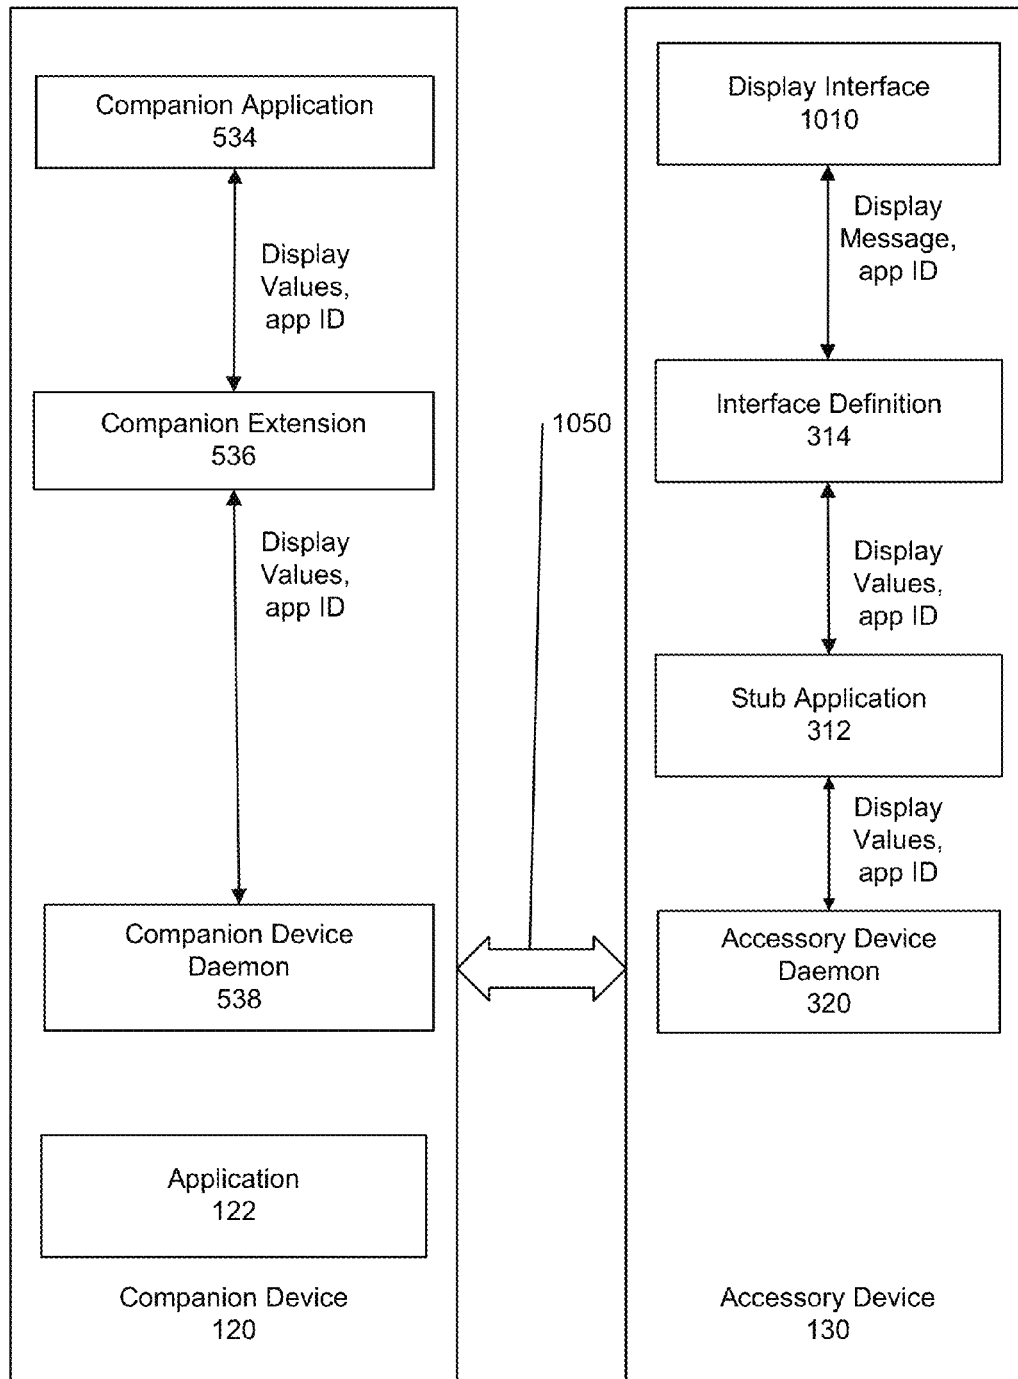 Companion Application
534
Display
Values,
app ID
Companion Extension
536
Display
Values,
app ID
Companion Device
Daemon
538
Application
122
Companion Device
120
1050
Display Interface
1010
Display
Message,
app ID
Interface Definition
314
Display
Values,
app ID
Stub Application
312
Display
Values,
app ID
Accessory Device
Daemon
320
Accessory Device
130